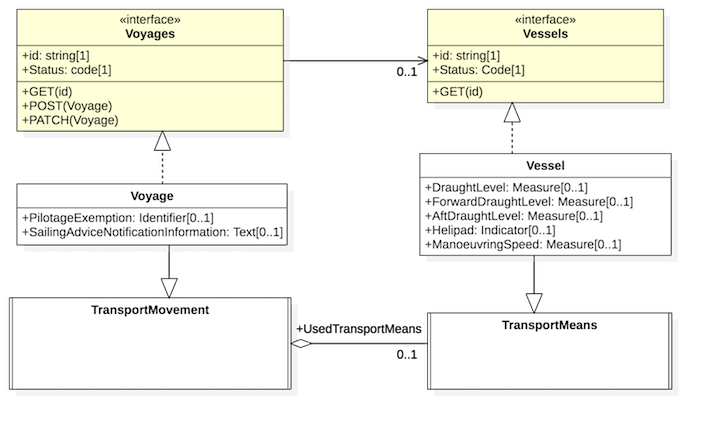 «interface»
Voyages
+id: string[1]
+Status: code[1]
+GET(id)
+POST(Voyage)
+PATCH(Voyage)
0..1
«interface»
Vessels
+id: string[1]
+Status: Code[1]
+GET(id)
Voyage
+PilotageExemption: Identifier[0..1]
+SailingAdviceNotificationInformation: Text[0..1]
Vessel
+DraughtLevel: Measure[0..1]
+ForwardDraughtLevel: Measure[0..1]
+AftDraughtLevel: Measure[0..1]
+Helipad: Indicator[0..1]
+ManoeuvringSpeed: Measure[0..1]
TransportMovement
+UsedTransportMeans
0..1
TransportMeans